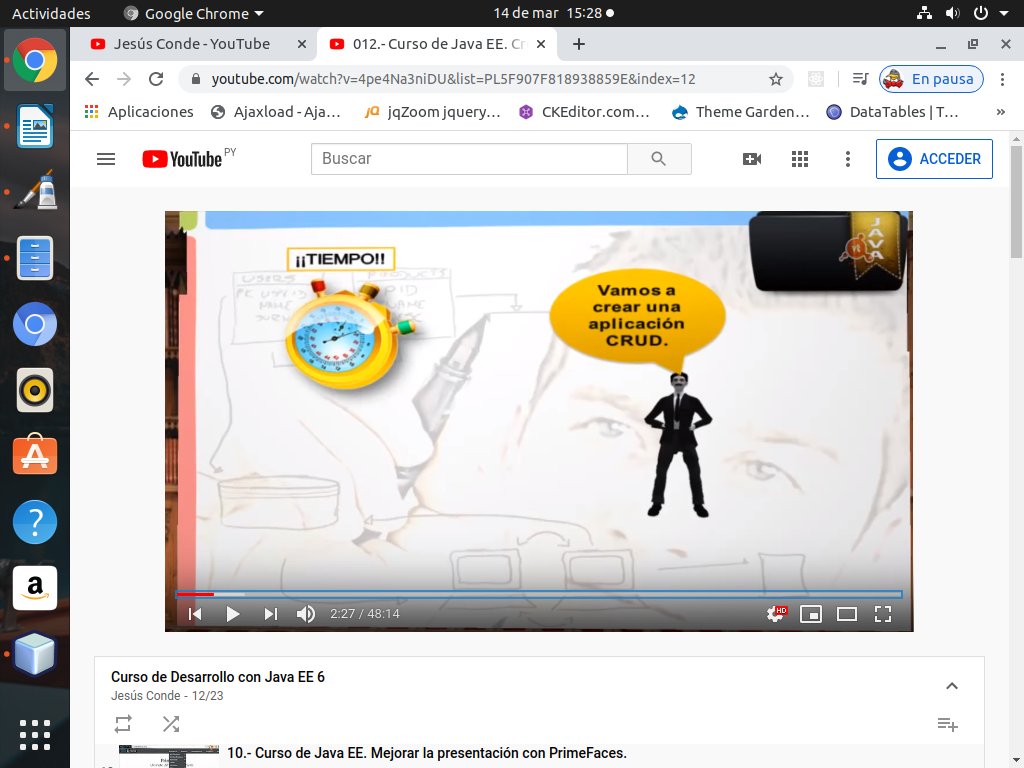 Actividades
Google Chrome
14 de mar 15:28
Jesús Conde - YouTube
012.- Curso de Java EE. Cr
youtube.com/watch?v=4pe4Na3niDU&list=PL5F907F818938859E&index=12
En pausa
Aplicaciones
Ajaxload - Aja...
jQZoom jquery...
CKEditor.com...
Theme Garden...
DataTables | T...
»
YouTube PY
Buscar
ACCEDER
¡¡TIEMPO!!
JAVA
USERS
PRODUCTS
Vamos a
crear una
aplicación
CRUD.
2:27 / 48:14
HD
Curso de Desarrollo con Java EE 6
Jesús Conde - 12/23
10.- Curso de Java EE. Mejorar la presentación con PrimeFaces.